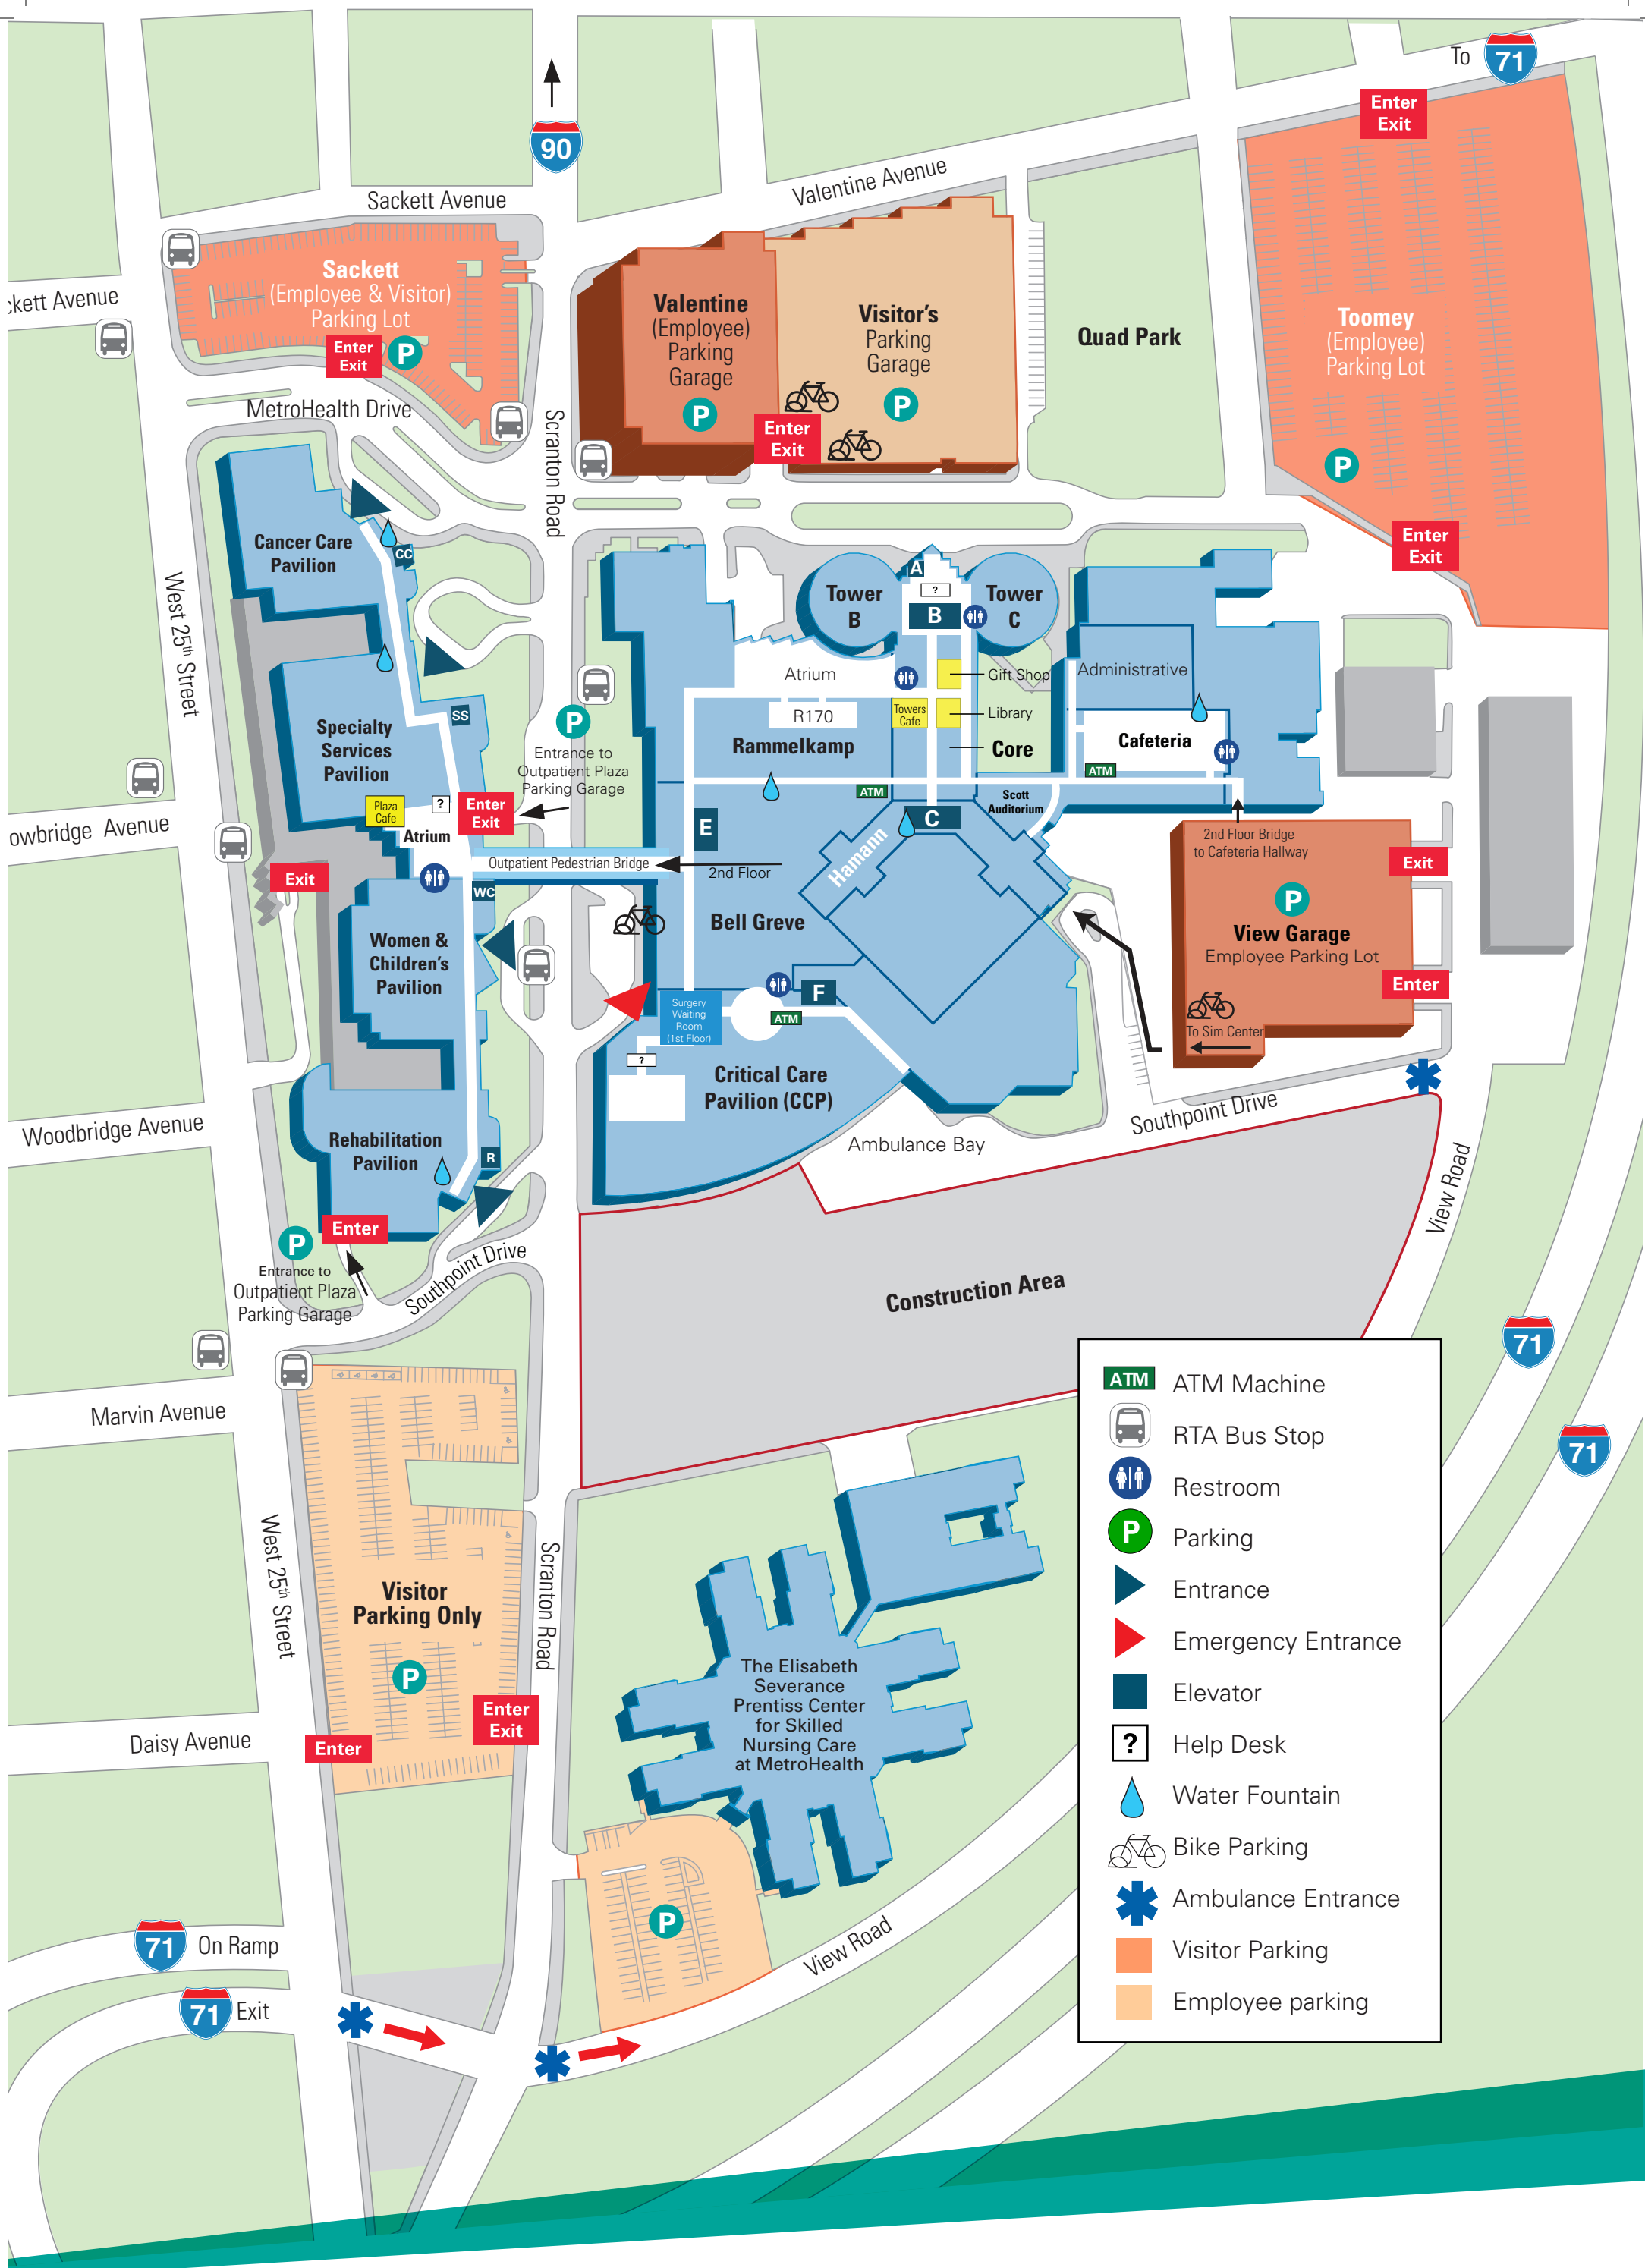 To
71
Enter
Exit
90
Valentine Avenue
Sackett Avenue
Sackett
(Employee & Visitor)
Parking Lot
Enter
Exit
P
ckett Avenue
MetroHealth Drive
Scranton Road
Valentine
(Employee)
Parking
Garage
P
Visitor's
Parking
Garage
P
Enter
Exit
Quad Park
Toomey
(Employee)
Parking Lot
P
Enter
Exit
West 25th Street
Cancer Care
Pavilion
CC
Specialty
Services
Pavilion
SS
Plaza
Cafe
?
Atrium
Enter
Exit
P
Entrance to
Outpatient Plaza
Parking Garage
Outpatient Pedestrian Bridge
2nd Floor
Exit
WC
Women &
Children's
Pavilion
Rehabilitation
Pavilion
R
Enter
P
Entrance to
Outpatient Plaza
Parking Garage
Southpoint Drive
rowbridge Avenue
Woodbridge Avenue
Marvin Avenue
Daisy Avenue
Tower
B
A
?
B
Tower
C
Atrium
Gift Shop
R170
Towers
Cafe
Library
Rammelkamp
Core
Administrative
Cafeteria
ATM
ATM
Scott
Auditorium
E
C
Hamann
Bell Greve
2nd Floor Bridge
to Cafeteria Hallway
Exit
P
View Garage
Employee Parking Lot
Enter
To Sim Center
F
Surgery
Waiting
Room
(1st Floor)
ATM
?
Critical Care
Pavilion (CCP)
Ambulance Bay
Southpoint Drive
View Road
Construction Area
71
71
West 25th Street
Scranton Road
Visitor
Parking Only
P
Enter
Exit
Enter
The Elisabeth
Severance
Prentiss Center
for Skilled
Nursing Care
at MetroHealth
P
View Road
71 On Ramp
71 Exit
ATM ATM Machine
RTA Bus Stop
Restroom
P Parking
Entrance
Emergency Entrance
Elevator
? Help Desk
Water Fountain
Bike Parking
Ambulance Entrance
Visitor Parking
Employee parking